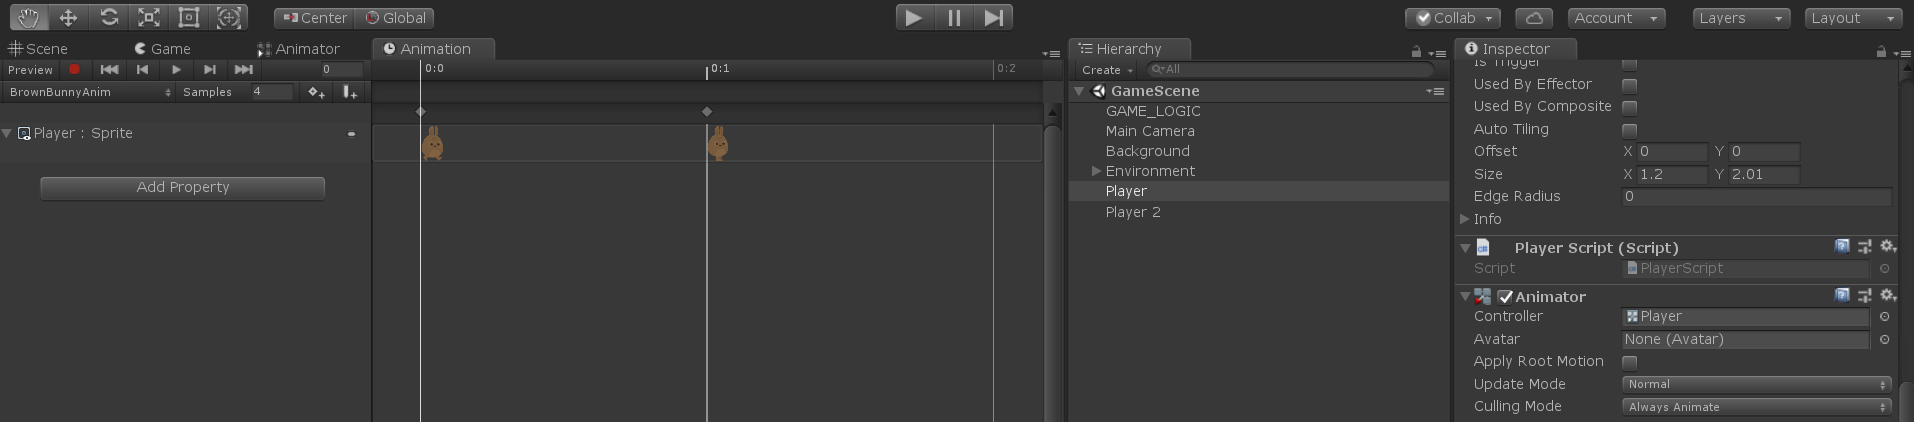 Center Global Collab Account Layers Layout
Scene Game Animator Animation Hierarchy Inspector
Preview 0 0:0 0:1 0:2 Create All Is Trigger
BrownBunnyAnim Samples 4 GameScene Used By Effector
GAME_LOGIC Used By Composite
Player : Sprite Main Camera Auto Tiling
Background Offset X 0 Y 0
Environment Size X 1.2 Y 2.01
Add Property Player Edge Radius 0
Player 2 Info
Player Script (Script)
Script PlayerScript
Animator
Controller Player
Avatar None (Avatar)
Apply Root Motion
Update Mode Normal
Culling Mode Always Animate